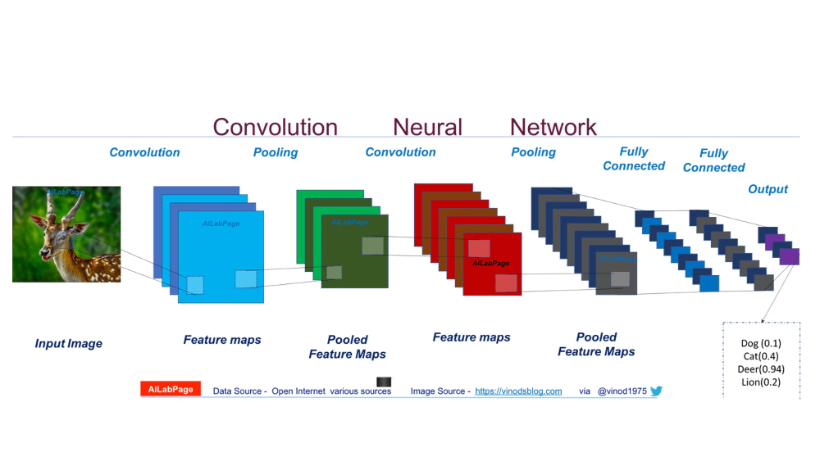 Convolution Neural Network
Convolution Pooling Convolution Pooling Fully Connected Fully Connected Output
AILabPage
AILabPage
AILabPage
AILabPage
Input Image Feature maps Pooled Feature Maps Feature maps Pooled Feature Maps
Dog (0.1)
Cat(0.4)
Deer(0.94)
Lion(0.2)
AILabPage Data Source - Open Internet various sources Image Source - https://vinodsblog.com via @vinod1975